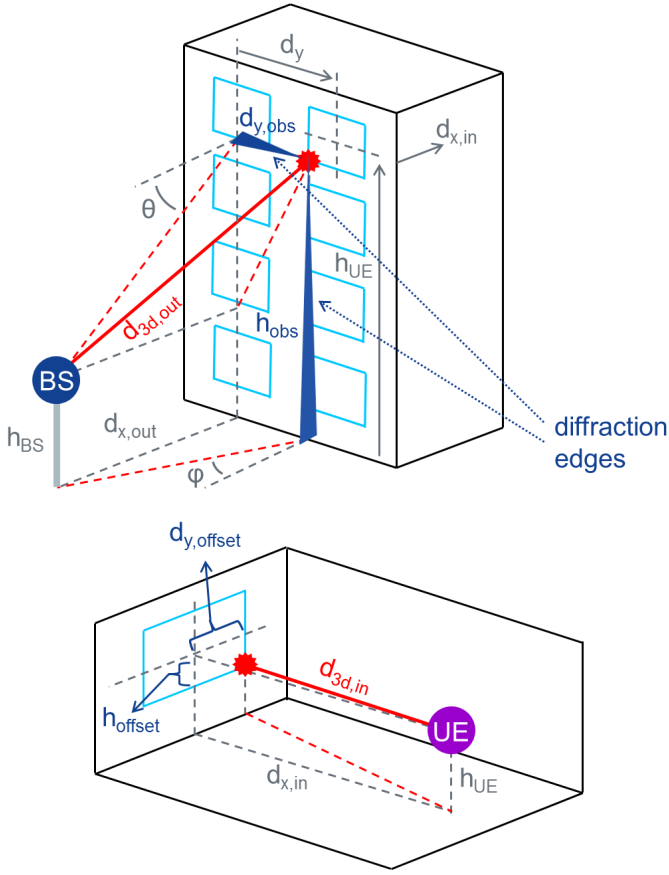 d_y
d_y,obs
d_x,in
θ
h_UE
d_3d,out
h_obs
BS
d_x,out
h_BS
φ
diffraction
edges
d_y,offset
d_3d,in
h_offset
UE
d_x,in
h_UE